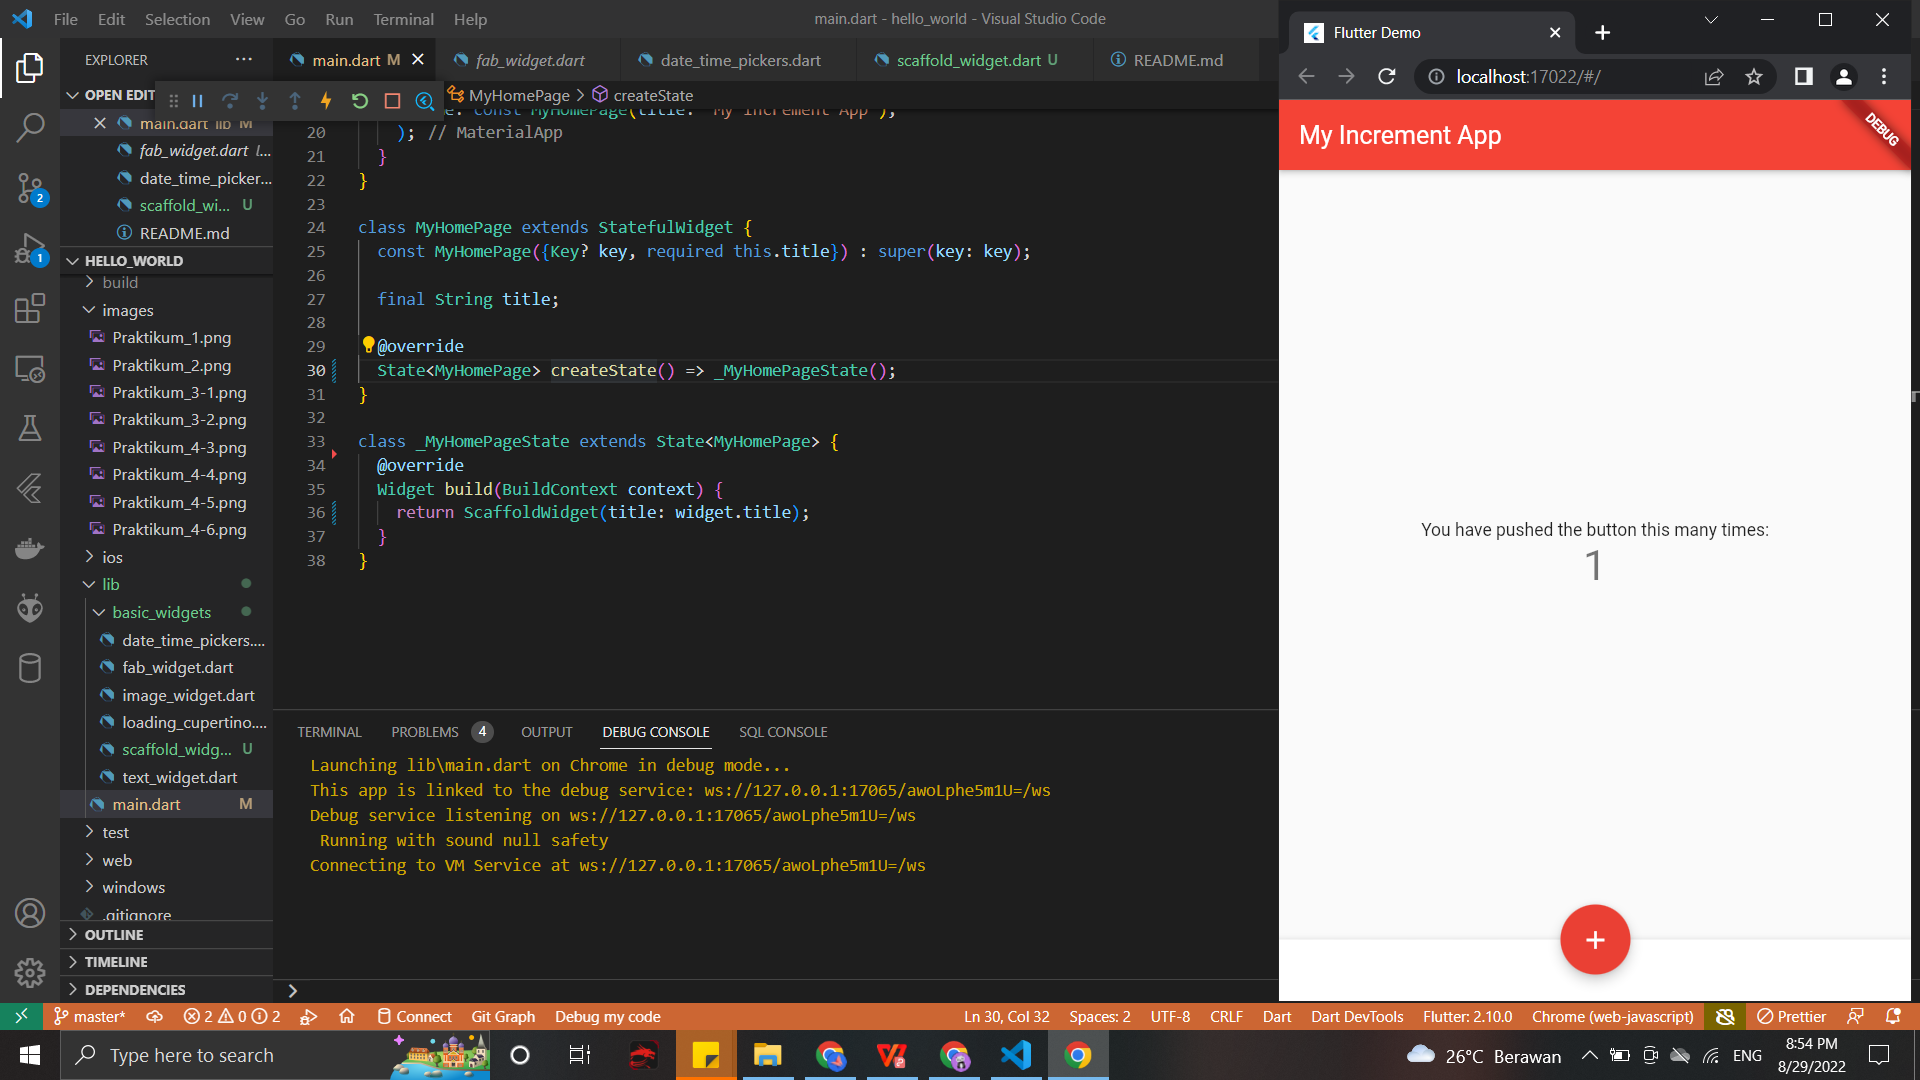 File Edit Selection View Go Run Terminal Help
main.dart - hello_world - Visual Studio Code
EXPLORER
main.dart M
fab_widget.dart
date_time_pickers.dart
scaffold_widget.dart U
README.md
OPEN EDIT
MyHomePage > createState
main.dart lib M
fab_widget.dart l...
date_time_picker...
scaffold_wi... U
README.md
HELLO_WORLD
build
images
Praktikum_1.png
Praktikum_2.png
Praktikum_3-1.png
Praktikum_3-2.png
Praktikum_4-3.png
Praktikum_4-4.png
Praktikum_4-5.png
Praktikum_4-6.png
ios
lib
basic_widgets
date_time_pickers....
fab_widget.dart
image_widget.dart
loading_cupertino....
scaffold_widg... U
text_widget.dart
main.dart M
test
web
windows
.gitignore
OUTLINE
TIMELINE
DEPENDENCIES
const MyHomePage(title: 'My Increment App'),
20 ); // MaterialApp
21 }
22 }
23
24 class MyHomePage extends StatefulWidget {
25 const MyHomePage({Key? key, required this.title}) : super(key: key);
26
27 final String title;
28
29 @override
30 State<MyHomePage> createState() => _MyHomePageState();
31 }
32
33 class _MyHomePageState extends State<MyHomePage> {
34 @override
35 Widget build(BuildContext context) {
36 return ScaffoldWidget(title: widget.title);
37 }
38 }
TERMINAL PROBLEMS 4 OUTPUT DEBUG CONSOLE SQL CONSOLE
Launching lib\main.dart on Chrome in debug mode...
This app is linked to the debug service: ws://127.0.0.1:17065/awoLphe5m1U=/ws
Debug service listening on ws://127.0.0.1:17065/awoLphe5m1U=/ws
Running with sound null safety
Connecting to VM Service at ws://127.0.0.1:17065/awoLphe5m1U=/ws
Flutter Demo
localhost:17022/#/
My Increment App
DEBUG
You have pushed the button this many times:
1
2
1
master* 2 0 2 Connect Git Graph Debug my code Ln 30, Col 32 Spaces: 2 UTF-8 CRLF Dart Dart DevTools Flutter: 2.10.0 Chrome (web-javascript) Prettier
Type here to search
26°C Berawan
ENG
8:54 PM
8/29/2022